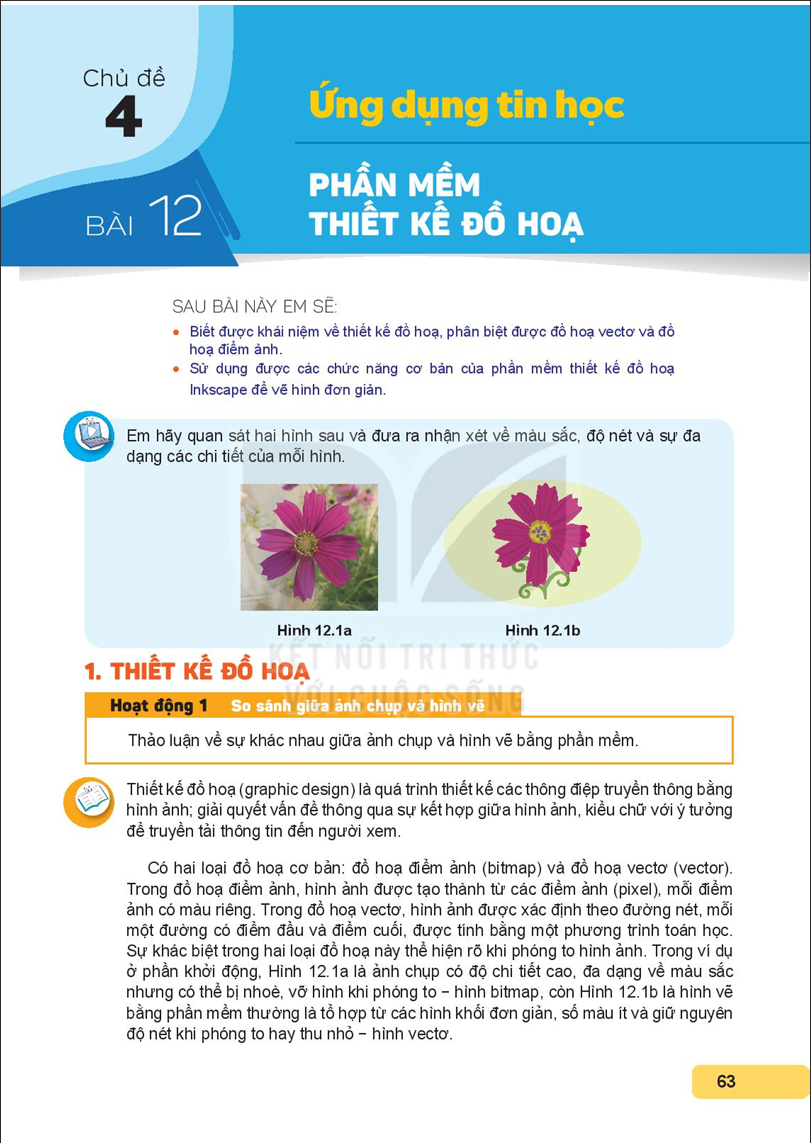 Chủ đề
4
Ứng dụng tin học
BÀI 12
PHẦN MỀM
THIẾT KẾ ĐỒ HOẠ
SAU BÀI NÀY EM SẼ:
• Biết được khái niệm về thiết kế đồ hoạ, phân biệt được đồ hoạ vectơ và đồ
hoạ điểm ảnh.
• Sử dụng được các chức năng cơ bản của phần mềm thiết kế đồ hoạ
Inkscape để vẽ hình đơn giản.
Em hãy quan sát hai hình sau và đưa ra nhận xét về màu sắc, độ nét và sự đa
dạng các chi tiết của mỗi hình.
Hình 12.1a
Hình 12.1b
KẾT NỐI TRI THỨC
VỚI CUỘC SỐNG
1. THIẾT KẾ ĐỒ HOẠ
Hoạt động 1 So sánh giữa ảnh chụp và hình vẽ
Thảo luận về sự khác nhau giữa ảnh chụp và hình vẽ bằng phần mềm.
Thiết kế đồ hoạ (graphic design) là quá trình thiết kế các thông điệp truyền thông bằng
hình ảnh; giải quyết vấn đề thông qua sự kết hợp giữa hình ảnh, kiểu chữ với ý tưởng
để truyền tải thông tin đến người xem.
Có hai loại đồ hoạ cơ bản: đồ hoạ điểm ảnh (bitmap) và đồ hoạ vectơ (vector).
Trong đồ hoạ điểm ảnh, hình ảnh được tạo thành từ các điểm ảnh (pixel), mỗi điểm
ảnh có màu riêng. Trong đồ hoạ vectơ, hình ảnh được xác định theo đường nét, mỗi
một đường có điểm đầu và điểm cuối, được tính bằng một phương trình toán học.
Sự khác biệt trong hai loại đồ hoạ này thể hiện rõ khi phóng to hình ảnh. Trong ví dụ
ở phần khởi động, Hình 12.1a là ảnh chụp có độ chi tiết cao, đa dạng về màu sắc
nhưng có thể bị nhoè, vỡ hình khi phóng to – hình bitmap, còn Hình 12.1b là hình vẽ
bằng phần mềm thường là tổ hợp từ các hình khối đơn giản, số màu ít và giữ nguyên
độ nét khi phóng to hay thu nhỏ – hình vectơ.
63